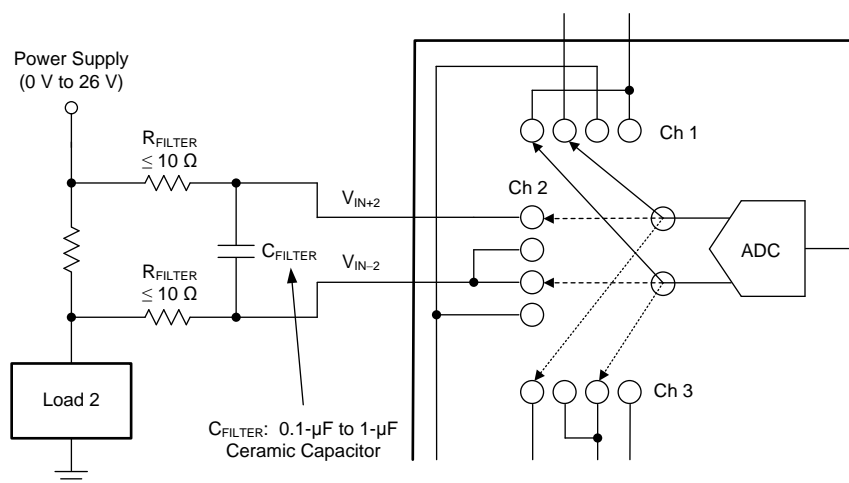 Power Supply
(0 V to 26 V)
RFILTER
≤ 10 Ω
Ch 1
Ch 2
VIN+2
ADC
CFILTER
VIN–2
RFILTER
≤ 10 Ω
Load 2
Ch 3
CFILTER: 0.1-µF to 1-µF
Ceramic Capacitor